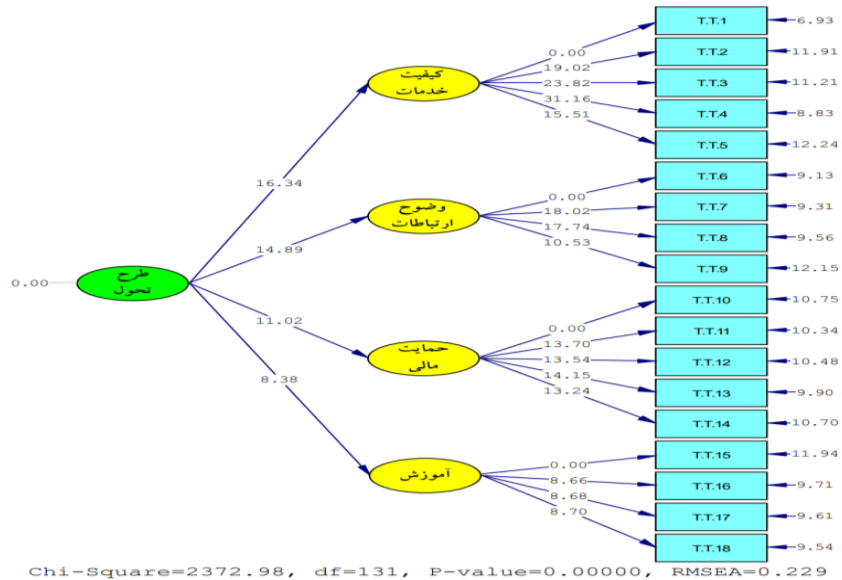 T.T.1
6.93
T.T.2
11.91
T.T.3
11.21
T.T.4
8.83
T.T.5
12.24
T.T.6
9.13
T.T.7
9.31
T.T.8
9.56
T.T.9
12.15
T.T.10
10.75
T.T.11
10.34
T.T.12
10.48
T.T.13
9.90
T.T.14
10.70
T.T.15
11.94
T.T.16
9.71
T.T.17
9.61
T.T.18
9.54
کیفیت
خدمات
0.00
19.02
23.82
31.16
15.51
وضوح
ارتباطات
0.00
18.02
17.74
10.53
حمایت
مالی
0.00
13.70
13.54
14.15
13.24
آموزش
0.00
8.66
8.68
8.70
16.34
14.89
11.02
8.38
0.00
طرح
تحول
Chi-Square=2372.98, df=131, P-value=0.00000, RMSEA=0.229